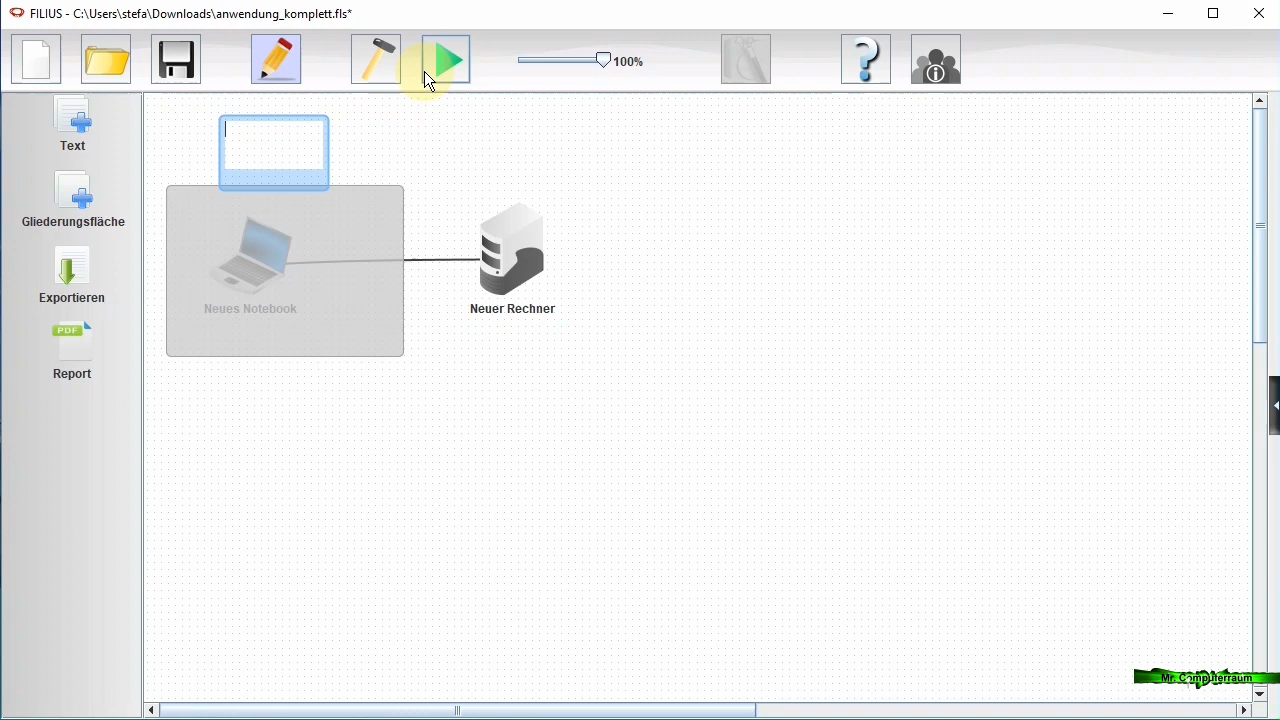 FILIUS - C:\Users\stefa\Downloads\anwendung_komplett.fls*
100%
Text
Gliederungsfläche
Exportieren
PDF
Report
Neues Notebook
Neuer Rechner
Mr. Computerraum